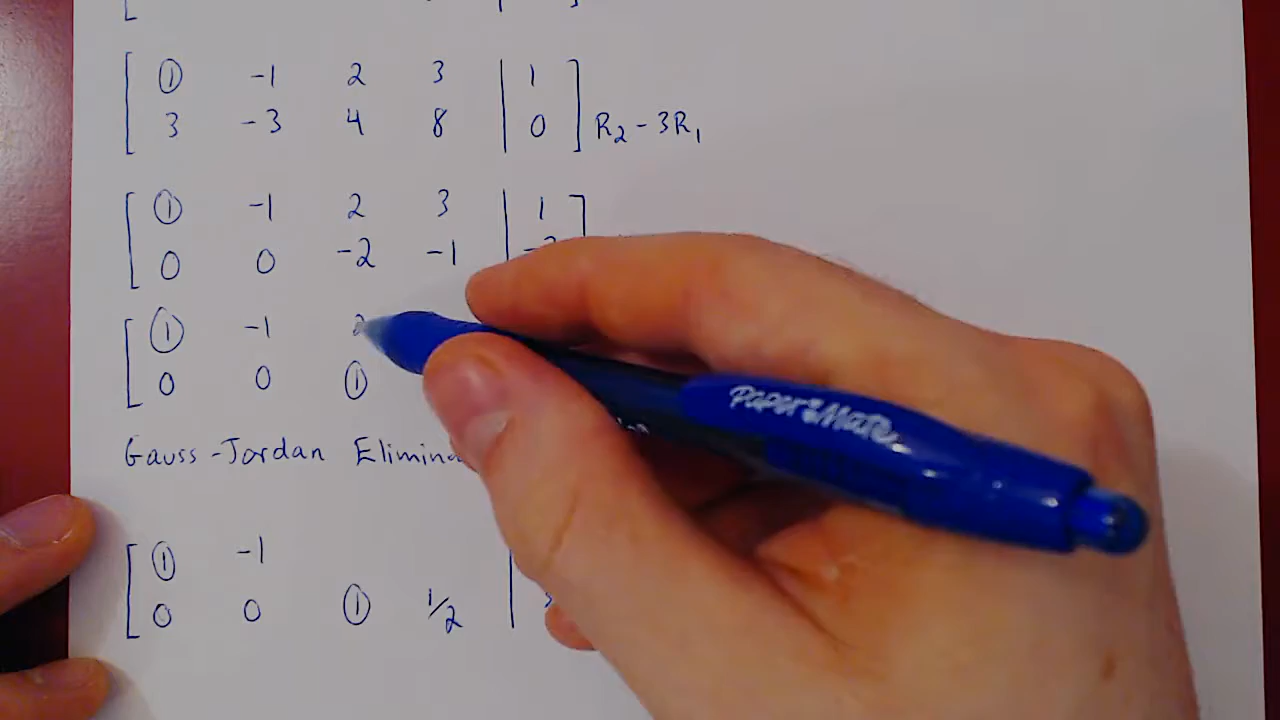 ① -1 2 3 | 1
3 -3 4 8 | 0 R₂ - 3R₁
① -1 2 3 | 1
0 0 -2 -1
① -1
0 0 ①
Gauss-Jordan
① -1
0 0 ① 1/2
Paper Mate